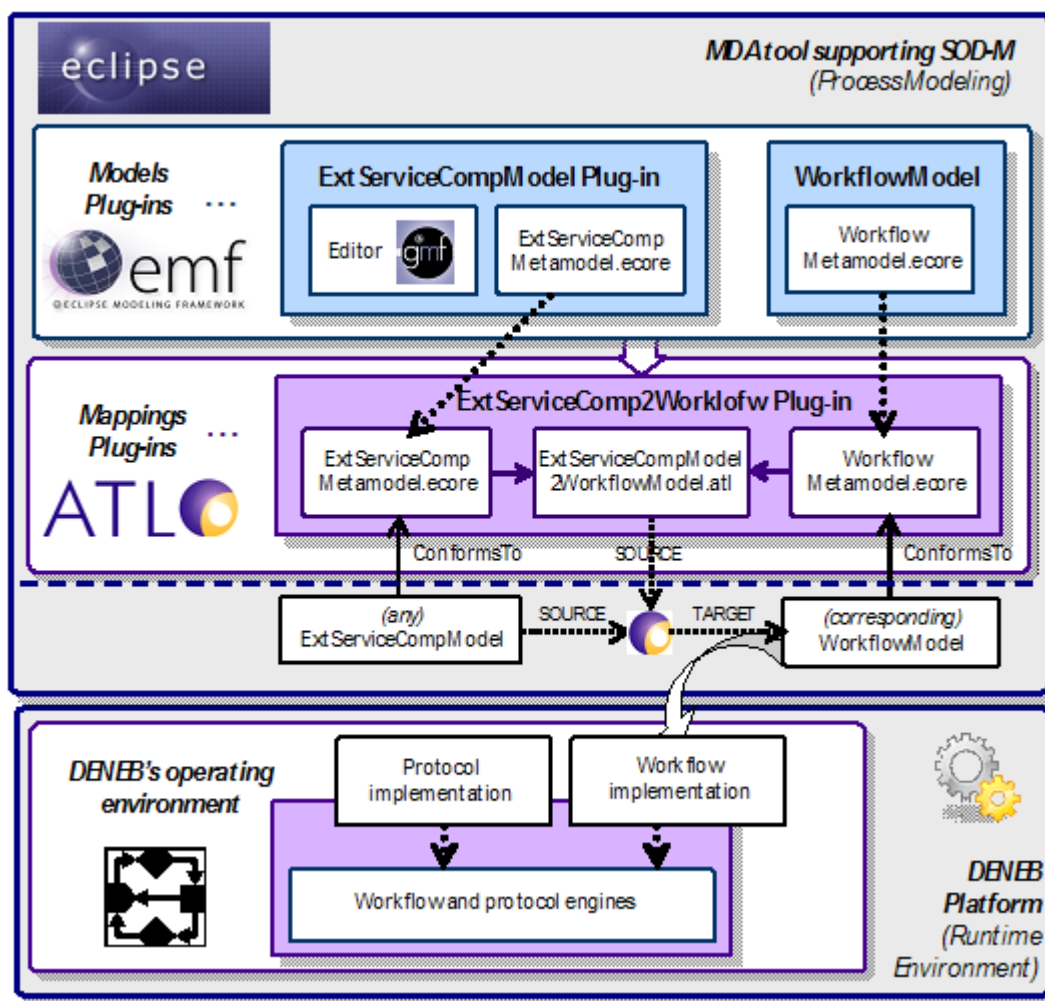 eclipse
MDA tool supporting SOD-M
(ProcessModeling)
Models
Plug-ins ...
emf
ECLIPSE MODELING FRAMEWORK
ExtServiceCompModel Plug-in
Editor
gmf
ExtServiceComp
Metamodel.ecore
WorkflowModel
Workflow
Metamodel.ecore
Mappings
Plug-ins ...
ATL
ExtServiceComp2Worklofw Plug-in
ExtServiceComp
Metamodel.ecore
ExtServiceCompModel
2WorkflowModel.atl
Workflow
Metamodel.ecore
ConformsTo
SOURCE
ConformsTo
(any)
ExtServiceCompModel
SOURCE
TARGET
(corresponding)
WorkflowModel
DENEB's operating
environment
Protocol
implementation
Workflow
implementation
Workflow and protocol engines
DENEB
Platform
(Runtime
Environment)